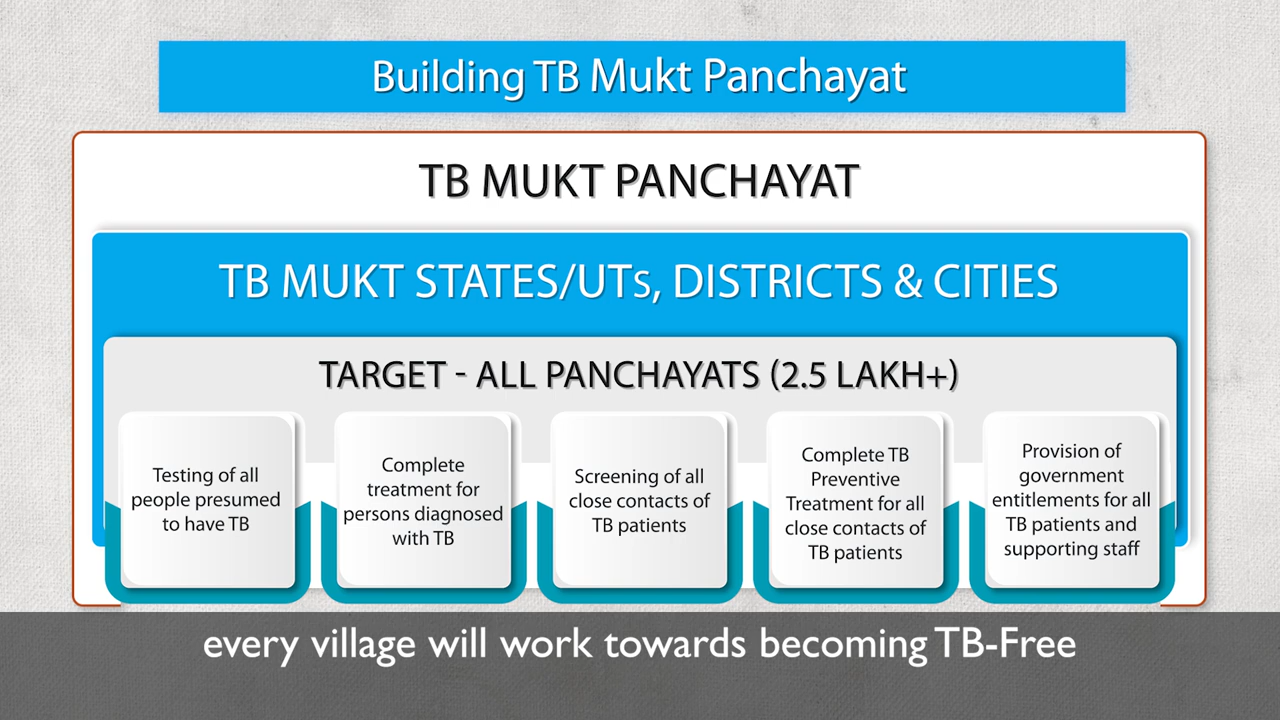 Building TB Mukt Panchayat
TB MUKT PANCHAYAT
TB MUKT STATES/UTs, DISTRICTS & CITIES
TARGET - ALL PANCHAYATS (2.5 LAKH+)
Testing of all
people presumed
to have TB
Complete
treatment for
persons diagnosed
with TB
Screening of all
close contacts of
TB patients
Complete TB
Preventive
Treatment for all
close contacts of
TB patients
Provision of
government
entitlements for all
TB patients and
supporting staff
every village will work towards becoming TB-Free